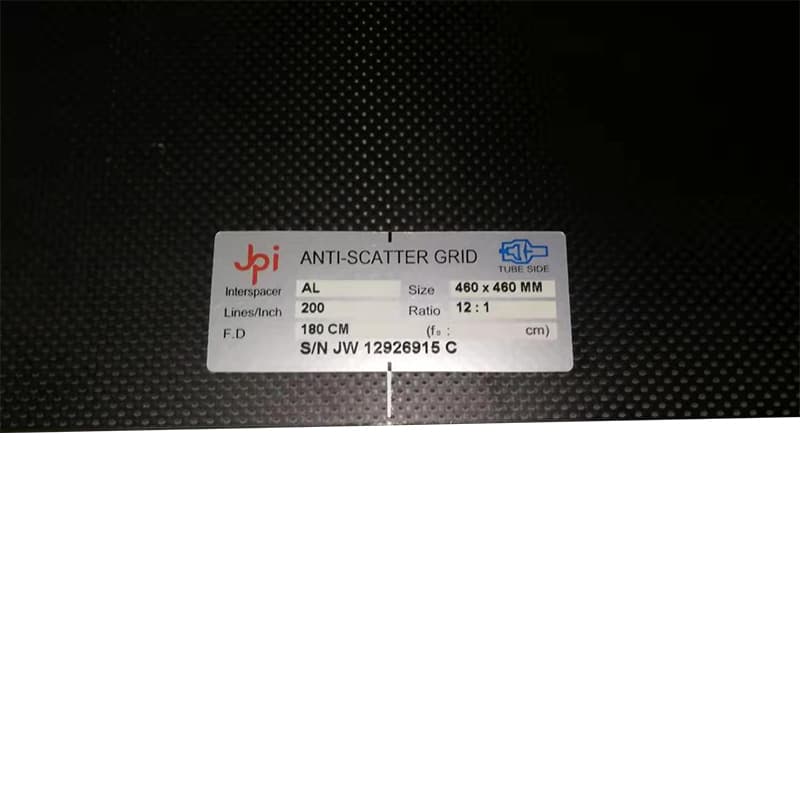 Jpi ANTI-SCATTER GRID
TUBE SIDE
Interspacer AL Size 460 x 460 MM
Lines/Inch 200 Ratio 12 : 1
F.D 180 CM (f₀ : cm)
S/N JW 12926915 C